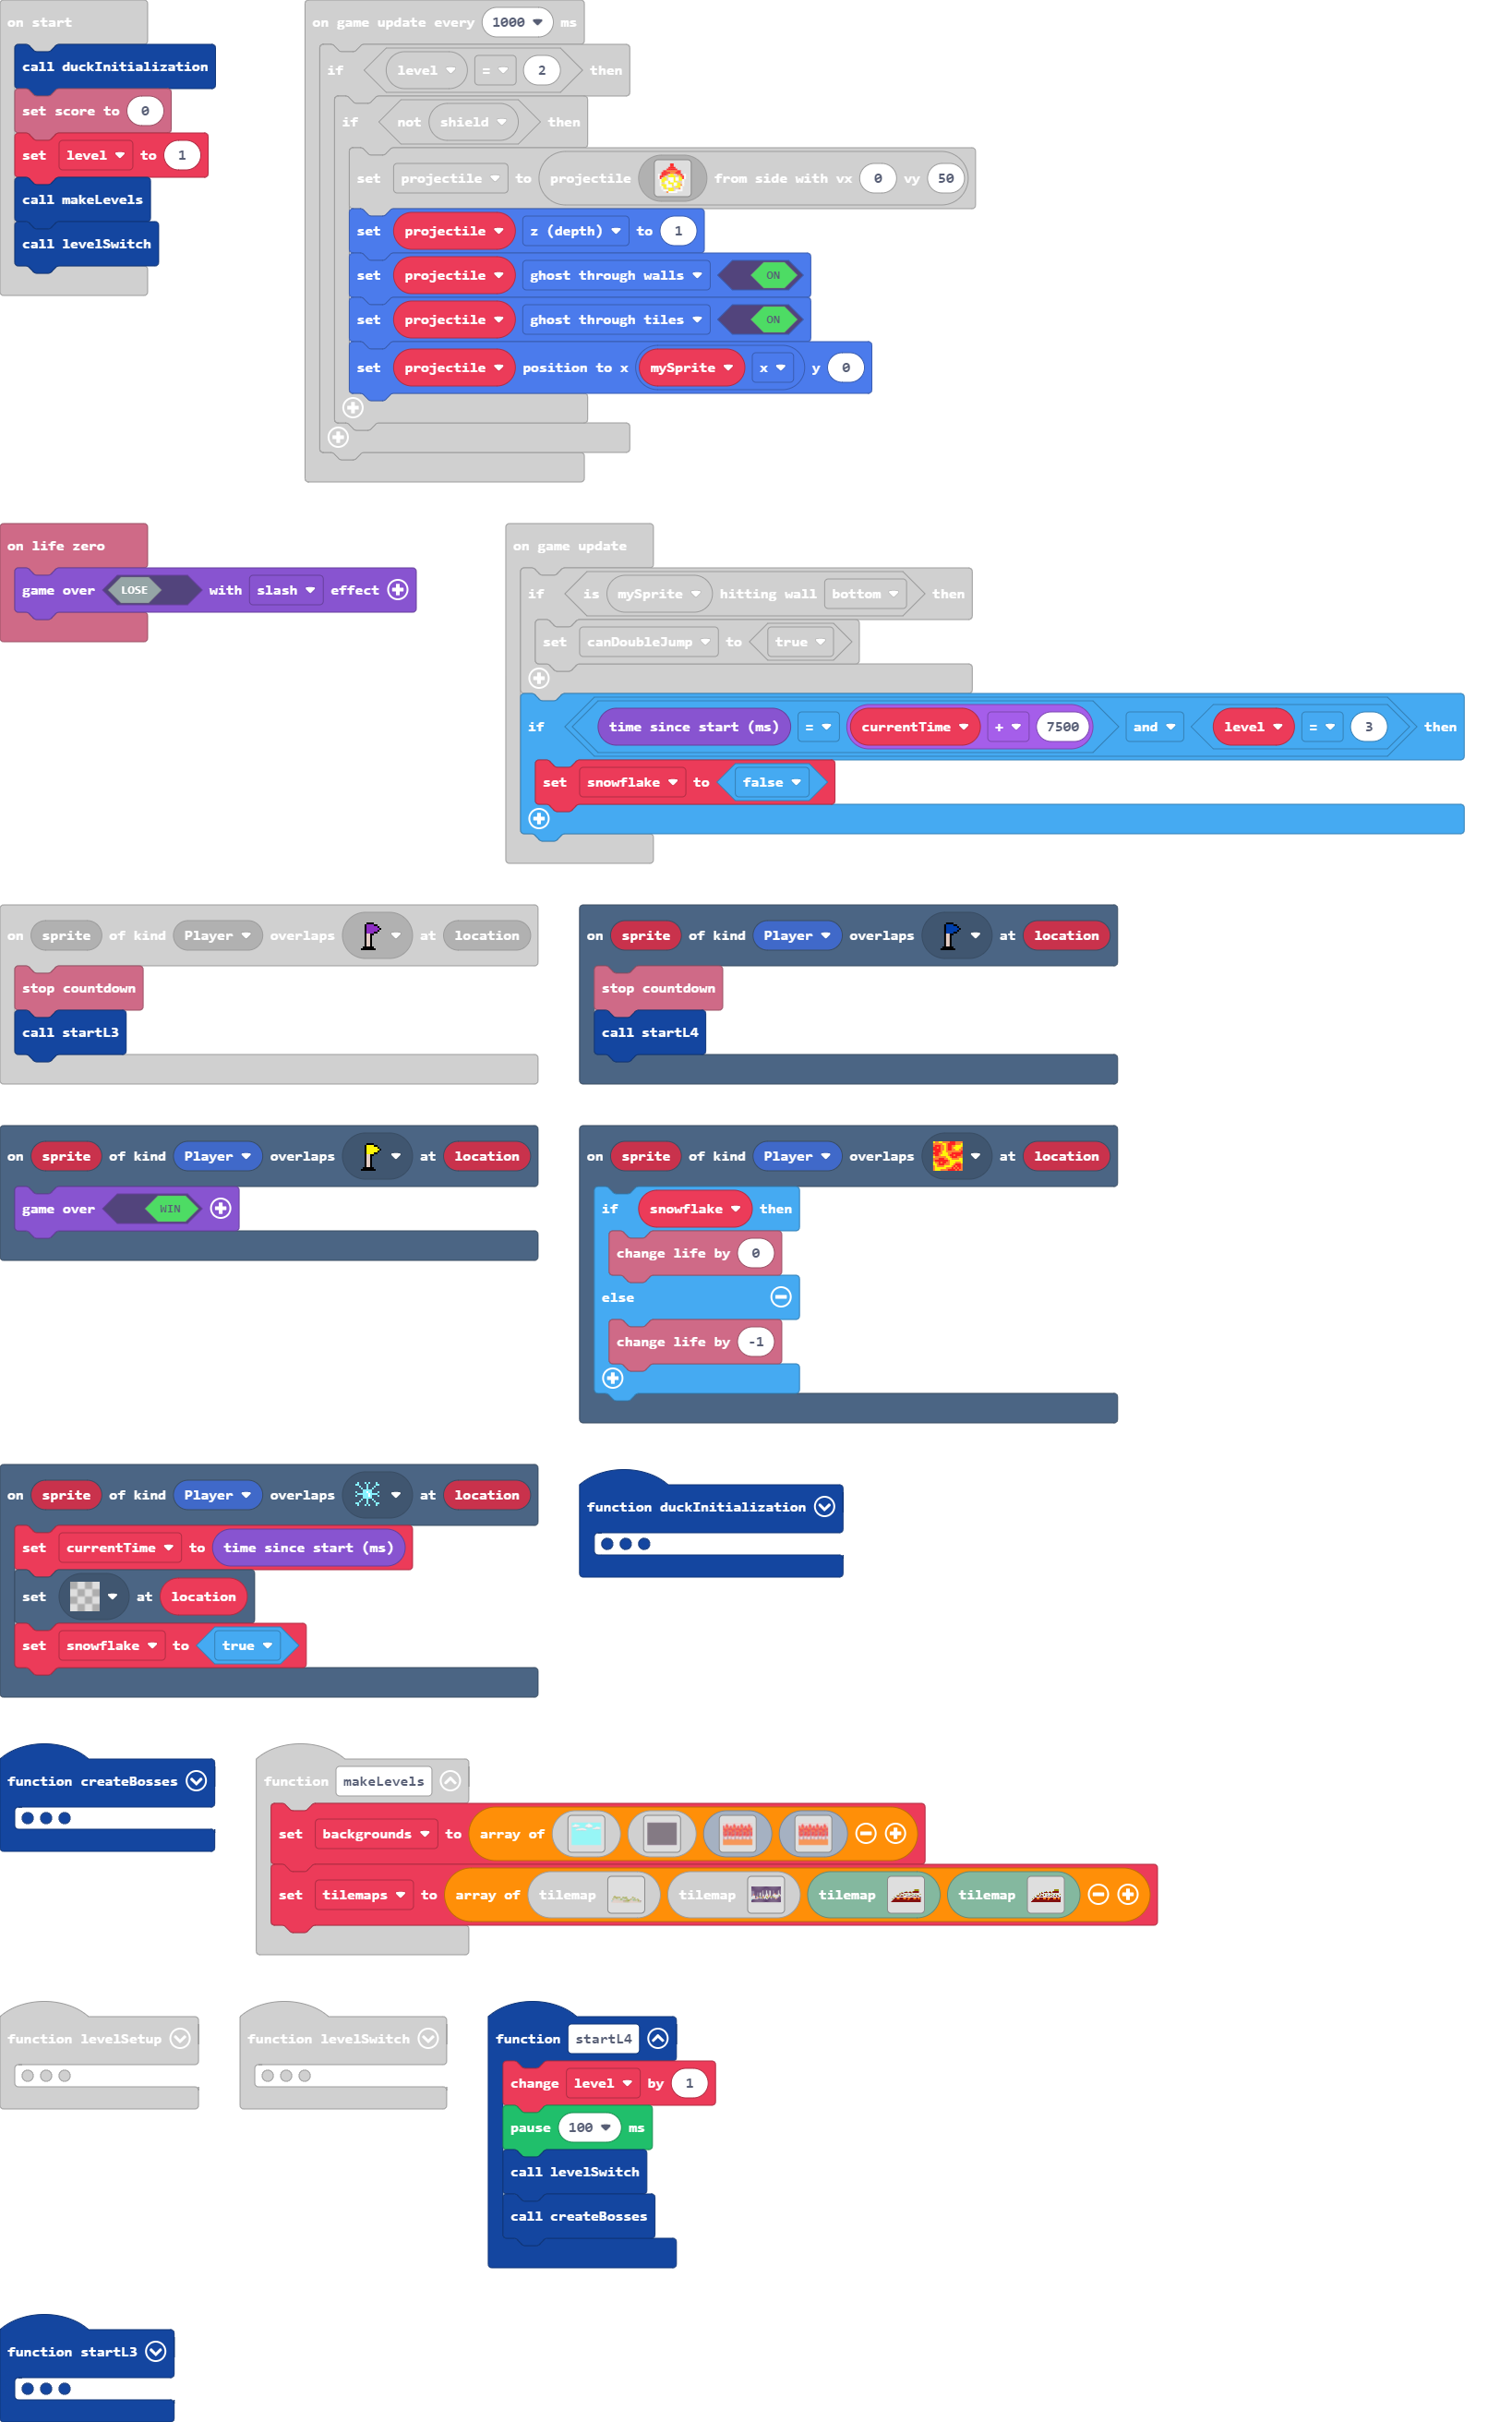 on start
call duckInitialization
set score to 0
set level to 1
call makeLevels
call levelSwitch
on game update every 1000 ms
if level = 2 then
if not shield then
set projectile to projectile from side with vx 0 vy 50
set projectile z (depth) to 1
set projectile ghost through walls ON
set projectile ghost through tiles ON
set projectile position to x mySprite x y 0
on life zero
game over LOSE with slash effect
on game update
if is mySprite hitting wall bottom then
set canDoubleJump to true
if time since start (ms) = currentTime + 7500 and level = 3 then
set snowflake to false
on sprite of kind Player overlaps at location
stop countdown
call startL3
on sprite of kind Player overlaps at location
stop countdown
call startL4
on sprite of kind Player overlaps at location
game over WIN
on sprite of kind Player overlaps at location
if snowflake then
change life by 0
else
change life by -1
on sprite of kind Player overlaps at location
set currentTime to time since start (ms)
set at location
set snowflake to true
function duckInitialization
function createBosses
function makeLevels
set backgrounds to array of
set tilemaps to array of tilemap tilemap tilemap tilemap
function levelSetup
function levelSwitch
function startL4
change level by 1
pause 100 ms
call levelSwitch
call createBosses
function startL3